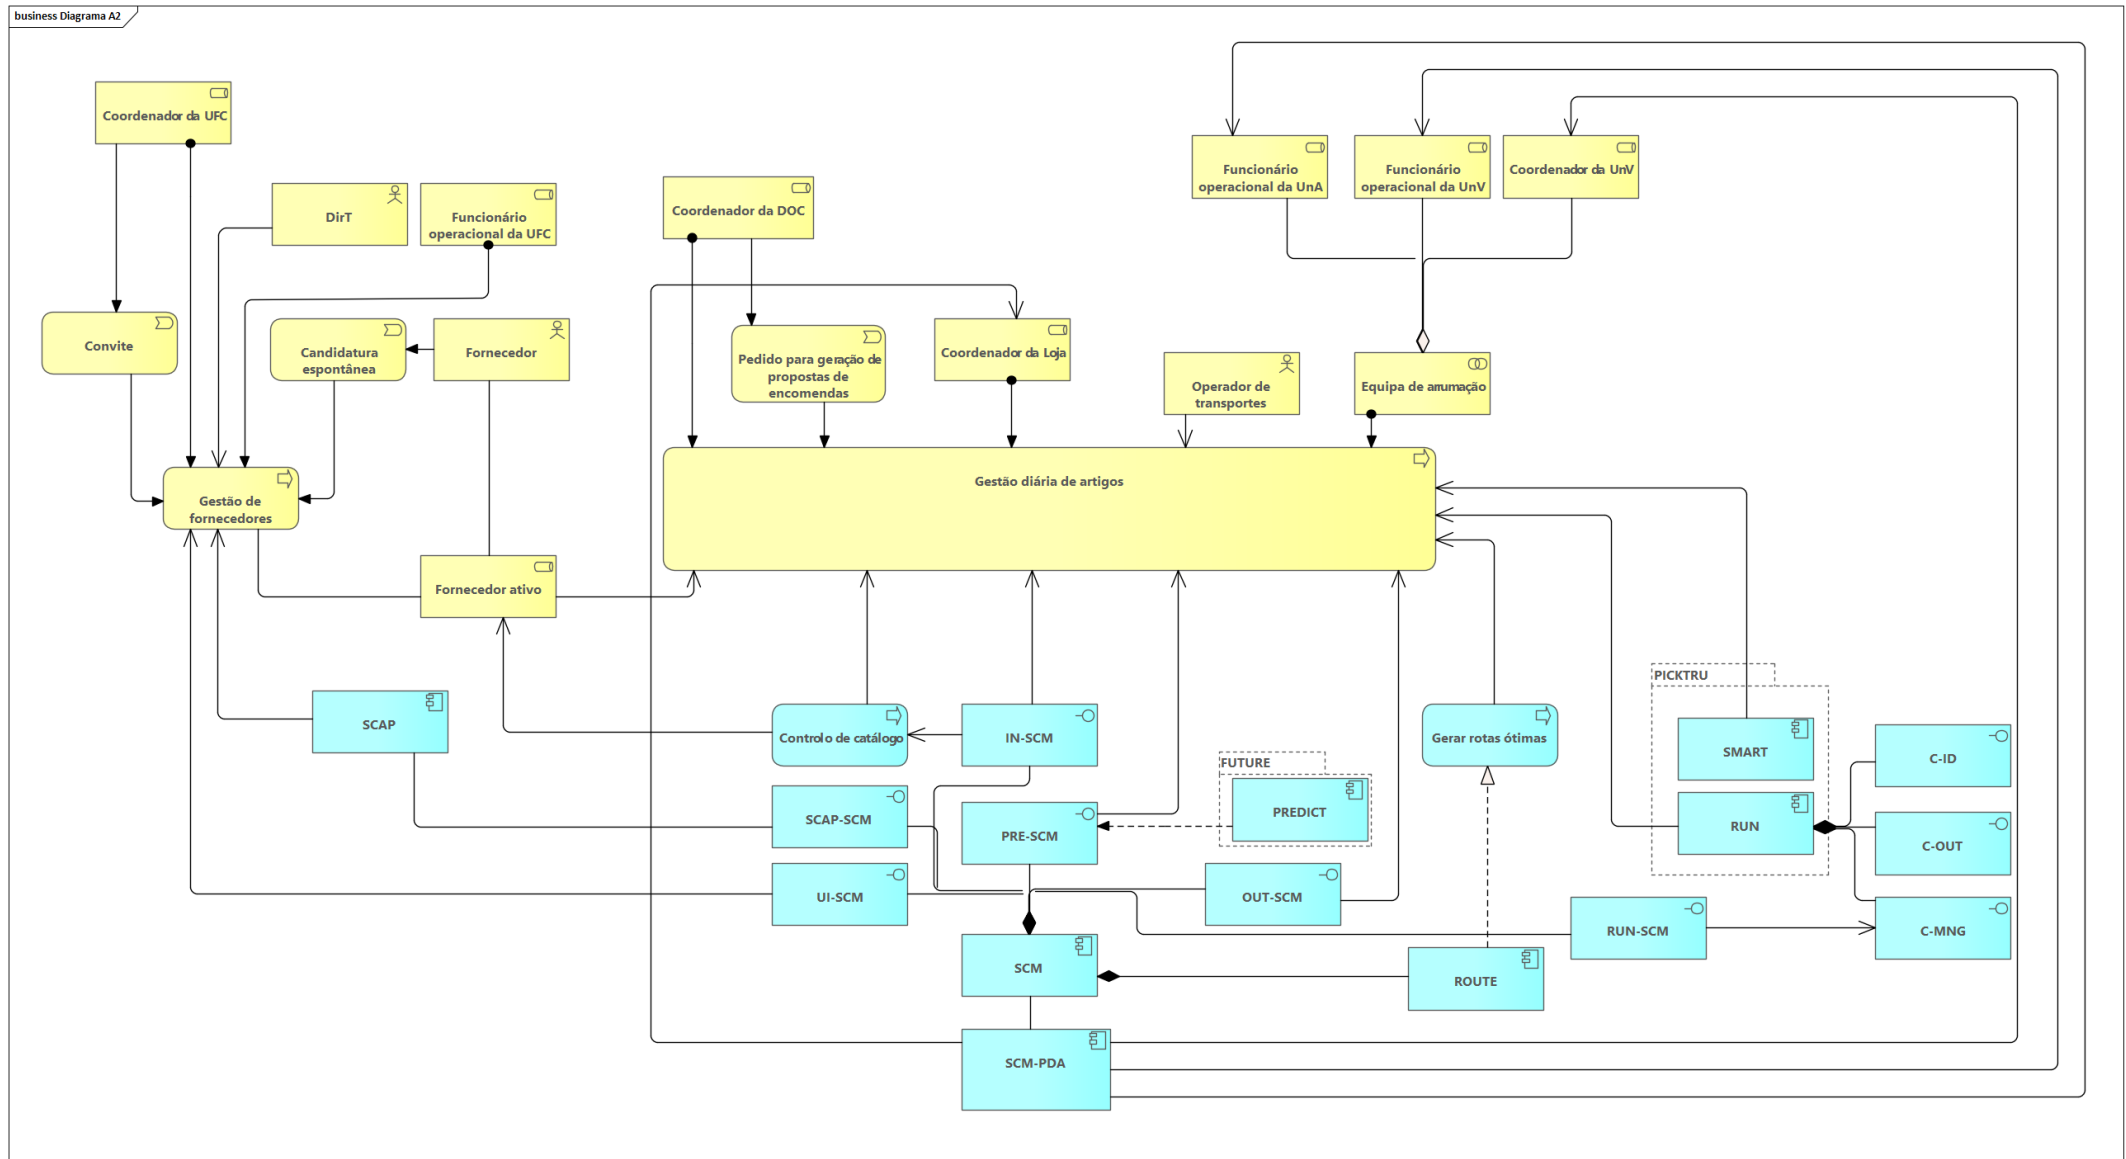 business Diagrama A2
Coordenador da UFC
DirT
Funcionário
operacional da UFC
Coordenador da DOC
Funcionário
operacional da UnA
Funcionário
operacional da UnV
Coordenador da UnV
Convite
Candidatura
espontânea
Fornecedor
Pedido para geração de
propostas de
encomendas
Coordenador da Loja
Operador de
transportes
Equipa de arrumação
Gestão de
fornecedores
Gestão diária de artigos
Fornecedor ativo
SCAP
Controlo de catálogo
IN-SCM
Gerar rotas ótimas
PICKTRU
SMART
C-ID
FUTURE
PREDICT
SCAP-SCM
PRE-SCM
RUN
C-OUT
UI-SCM
OUT-SCM
RUN-SCM
C-MNG
SCM
ROUTE
SCM-PDA